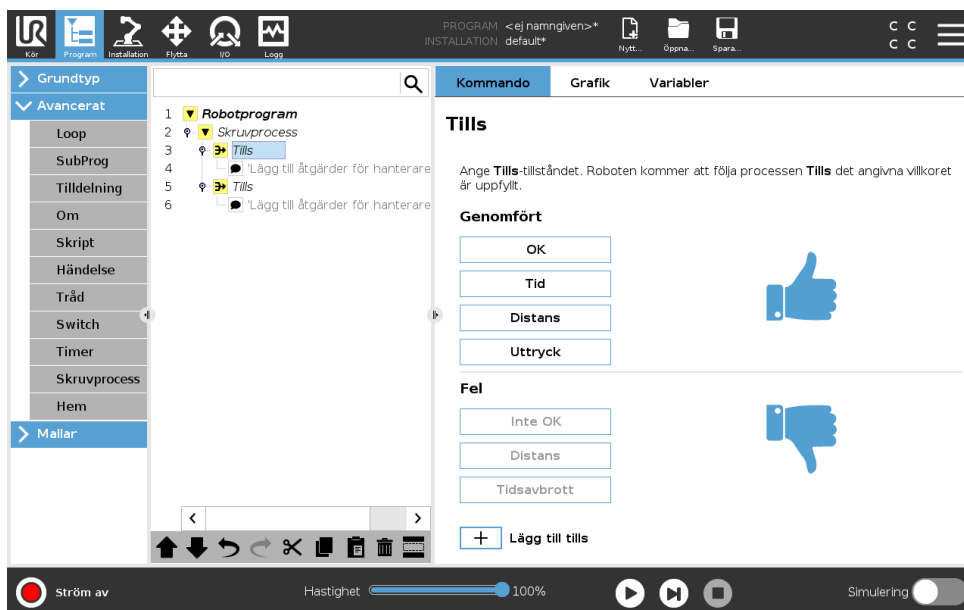 UR
Kör
Program
Installation
Flytta
I/O
Logg
PROGRAM <ej namngiven>*
INSTALLATION default*
Nytt...
Öppna...
Spara...
C C
C C
Grundtyp
Avancerat
Loop
SubProg
Tilldelning
Om
Skript
Händelse
Tråd
Switch
Timer
Skruvprocess
Hem
Mallar
1 Robotprogram
2 Skruvprocess
3 Tills
4 'Lägg till åtgärder för hanterare
5 Tills
6 'Lägg till åtgärder för hanterare
Kommando Grafik Variabler
Tills
Ange Tills-tillståndet. Roboten kommer att följa processen Tills det angivna villkoret
är uppfyllt.
Genomfört
OK
Tid
Distans
Uttryck
Fel
Inte OK
Distans
Tidsavbrott
+ Lägg till tills
Ström av
Hastighet 100%
Simulering